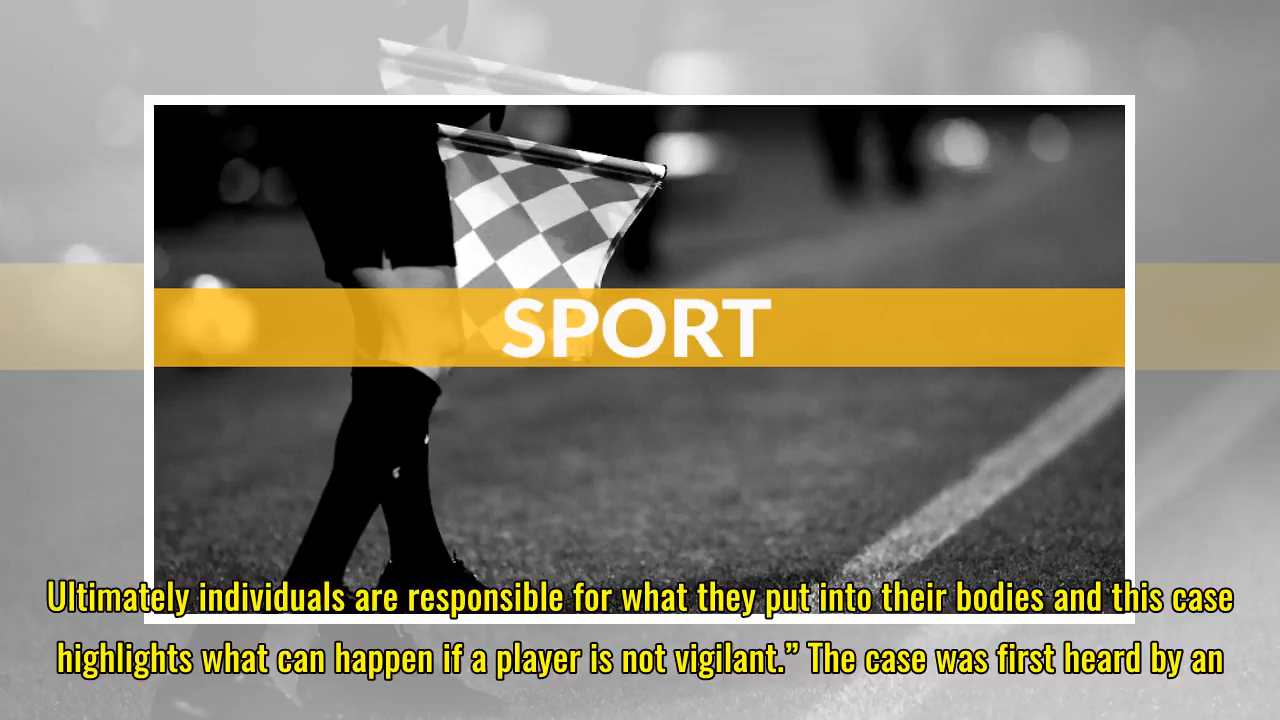 SPORT
Ultimately individuals are responsible for what they put into their bodies and this case
highlights what can happen if a player is not vigilant.” The case was first heard by an